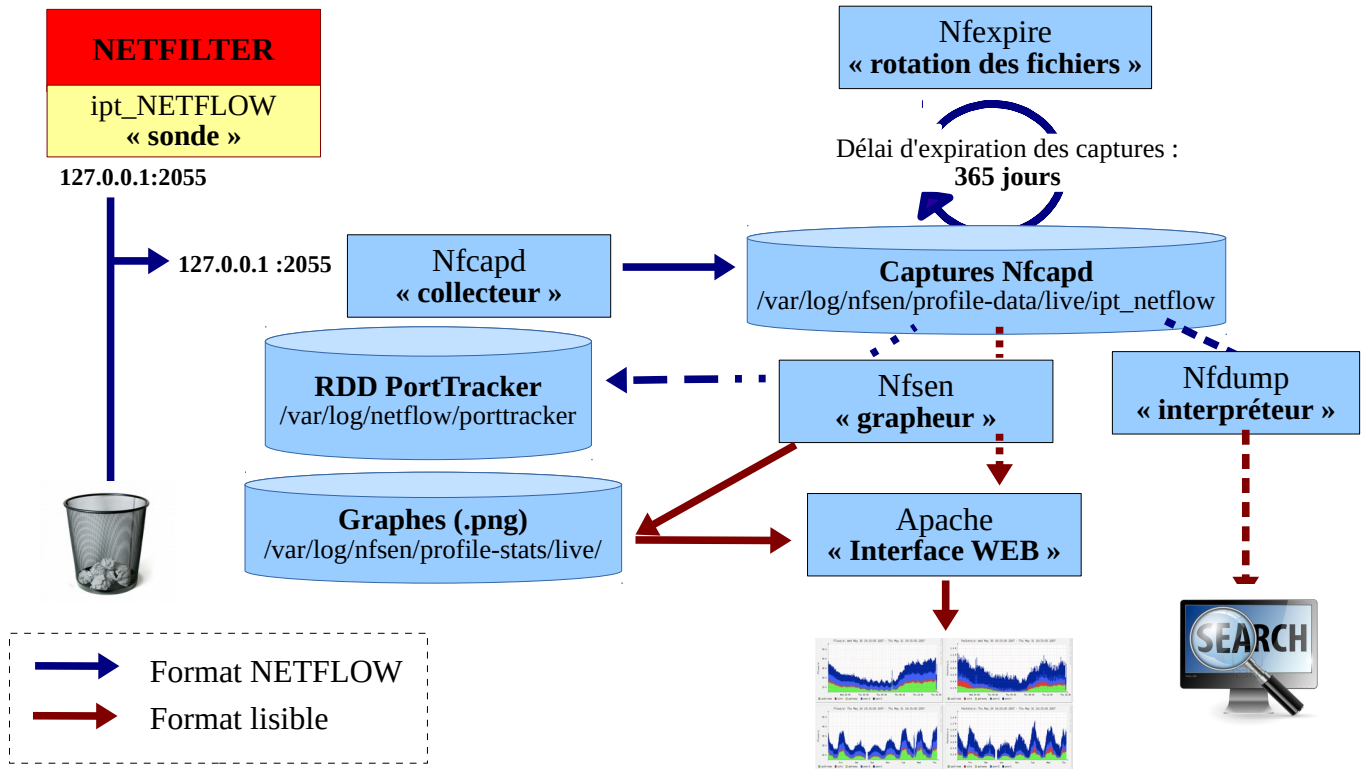 NETFILTER
ipt_NETFLOW
« sonde »
127.0.0.1:2055
Nfexpire
« rotation des fichiers »
Délai d'expiration des captures :
365 jours
127.0.0.1 :2055
Nfcapd
« collecteur »
Captures Nfcapd
/var/log/nfsen/profile-data/live/ipt_netflow
RDD PortTracker
/var/log/netflow/porttracker
Nfsen
« grapheur »
Nfdump
« interpréteur »
Graphes (.png)
/var/log/nfsen/profile-stats/live/
Apache
« Interface WEB »
SEARCH
Format NETFLOW
Format lisible